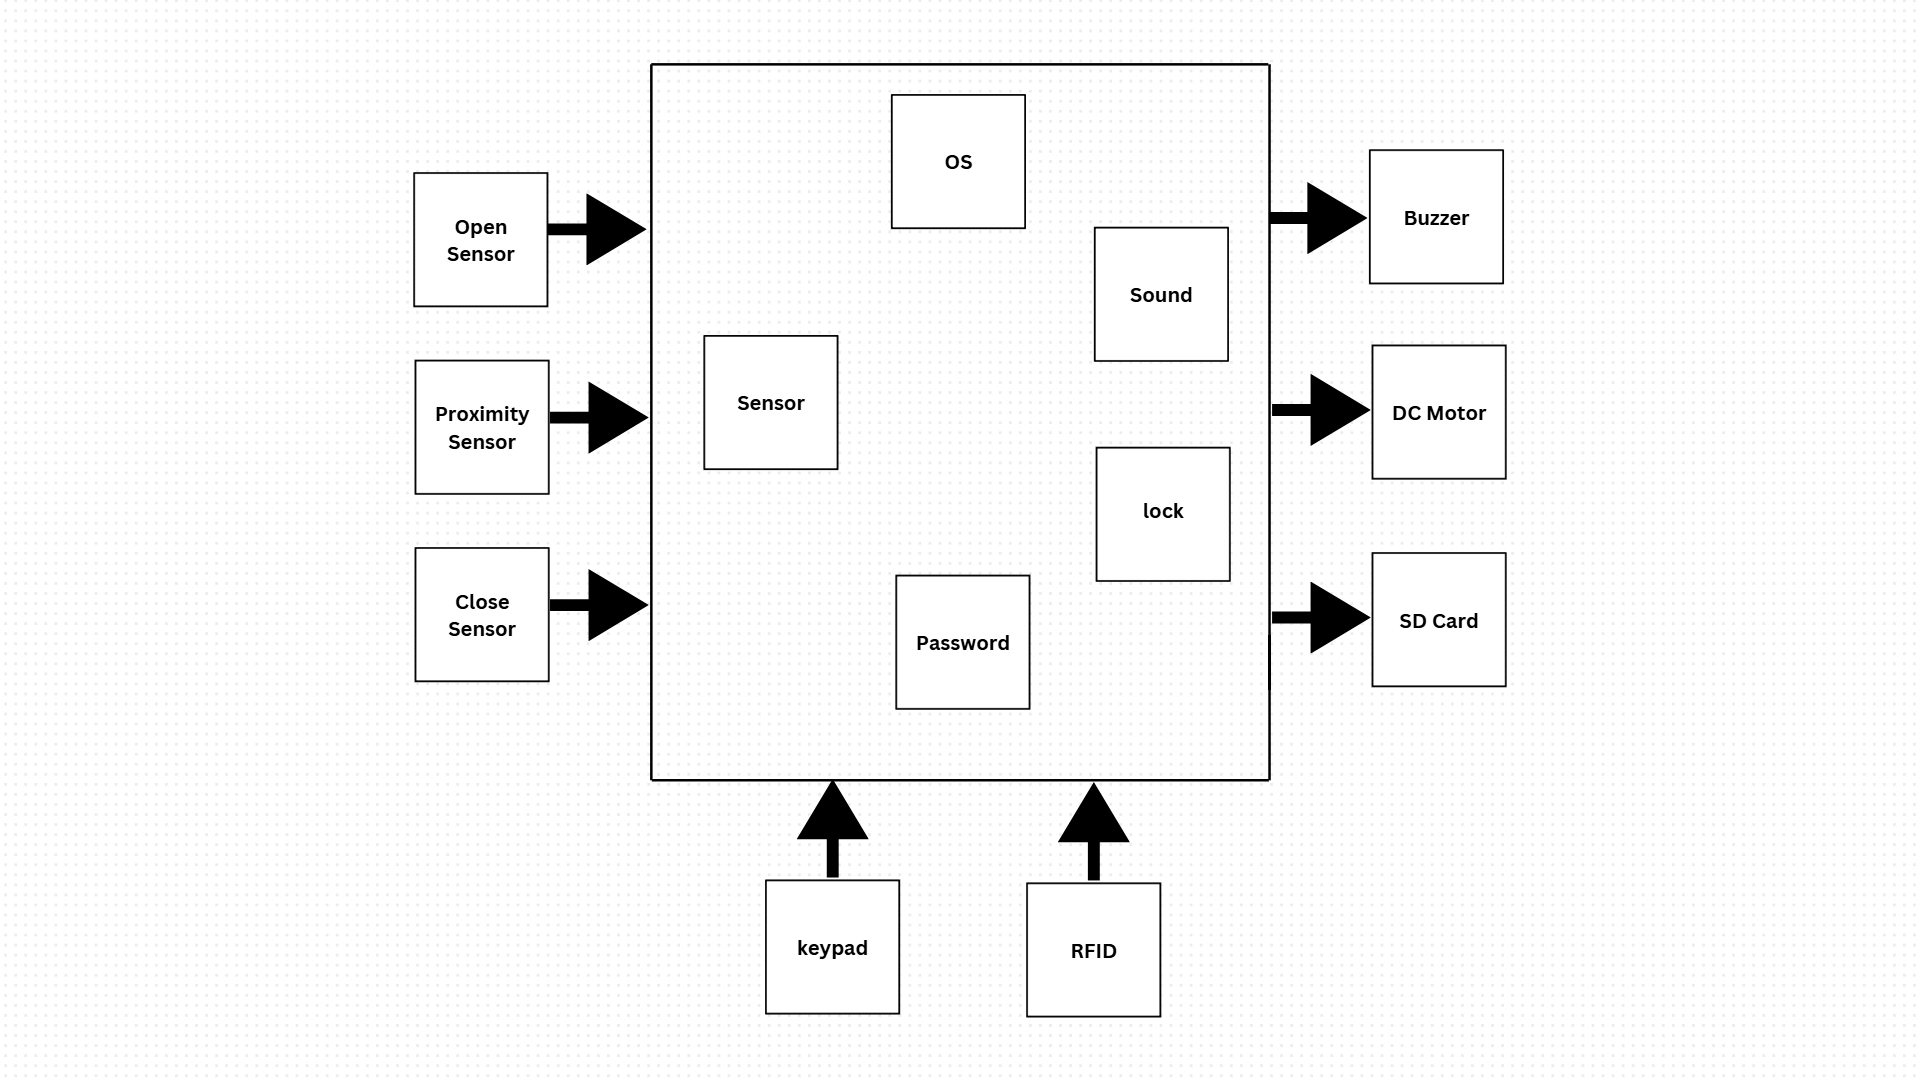 OS
Open
Sensor
Buzzer
Sound
Proximity
Sensor
Sensor
DC Motor
lock
Close
Sensor
SD Card
Password
keypad
RFID